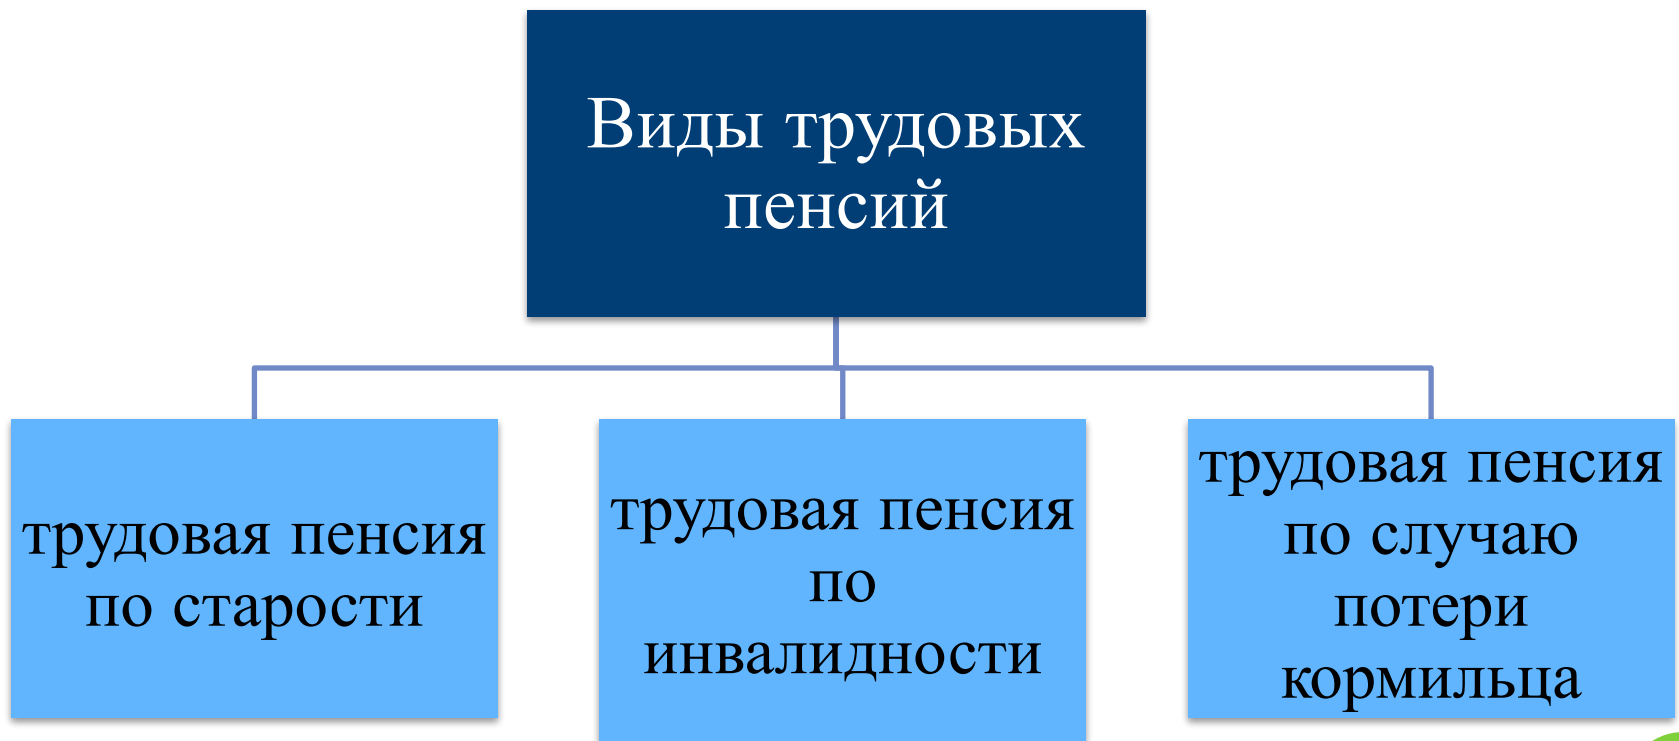 Виды трудовых
пенсий
трудовая пенсия
по старости
трудовая пенсия
по
инвалидности
трудовая пенсия
по случаю
потери
кормильца